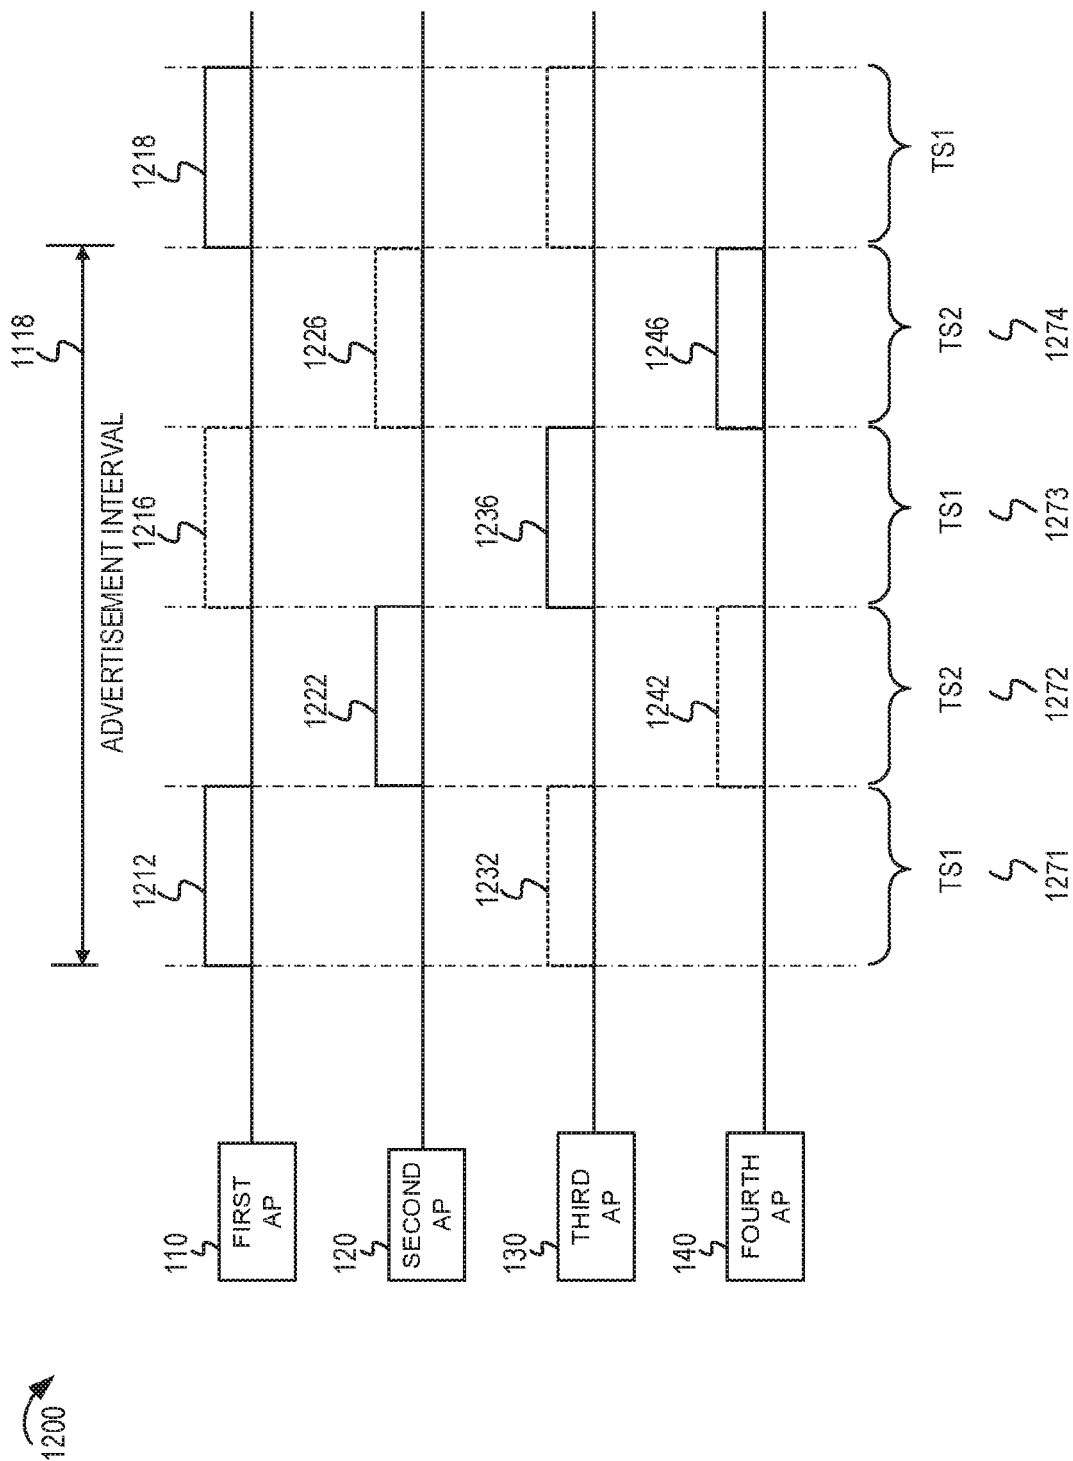 1200
1118
ADVERTISEMENT INTERVAL
110
FIRST
AP
1212
1216
1218
120
SECOND
AP
1222
1226
130
THIRD
AP
1232
1236
140
FOURTH
AP
1242
1246
TS1
TS2
TS1
TS2
TS1
1271
1272
1273
1274